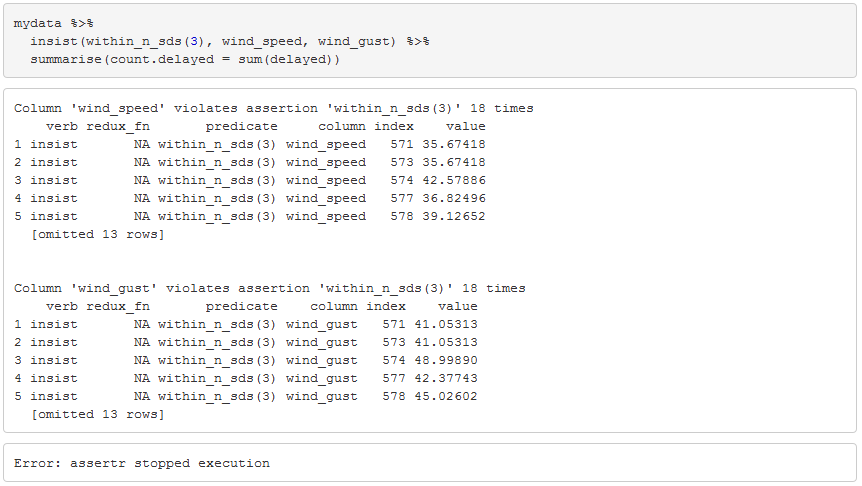 mydata %>%
  insist(within_n_sds(3), wind_speed, wind_gust) %>%
  summarise(count.delayed = sum(delayed))
Column 'wind_speed' violates assertion 'within_n_sds(3)' 18 times
    verb redux_fn       predicate     column index    value
1 insist       NA within_n_sds(3) wind_speed   571 35.67418
2 insist       NA within_n_sds(3) wind_speed   573 35.67418
3 insist       NA within_n_sds(3) wind_speed   574 42.57886
4 insist       NA within_n_sds(3) wind_speed   577 36.82496
5 insist       NA within_n_sds(3) wind_speed   578 39.12652
  [omitted 13 rows]
Column 'wind_gust' violates assertion 'within_n_sds(3)' 18 times
    verb redux_fn       predicate    column index    value
1 insist       NA within_n_sds(3) wind_gust   571 41.05313
2 insist       NA within_n_sds(3) wind_gust   573 41.05313
3 insist       NA within_n_sds(3) wind_gust   574 48.99890
4 insist       NA within_n_sds(3) wind_gust   577 42.37743
5 insist       NA within_n_sds(3) wind_gust   578 45.02602
  [omitted 13 rows]
Error: assertr stopped execution